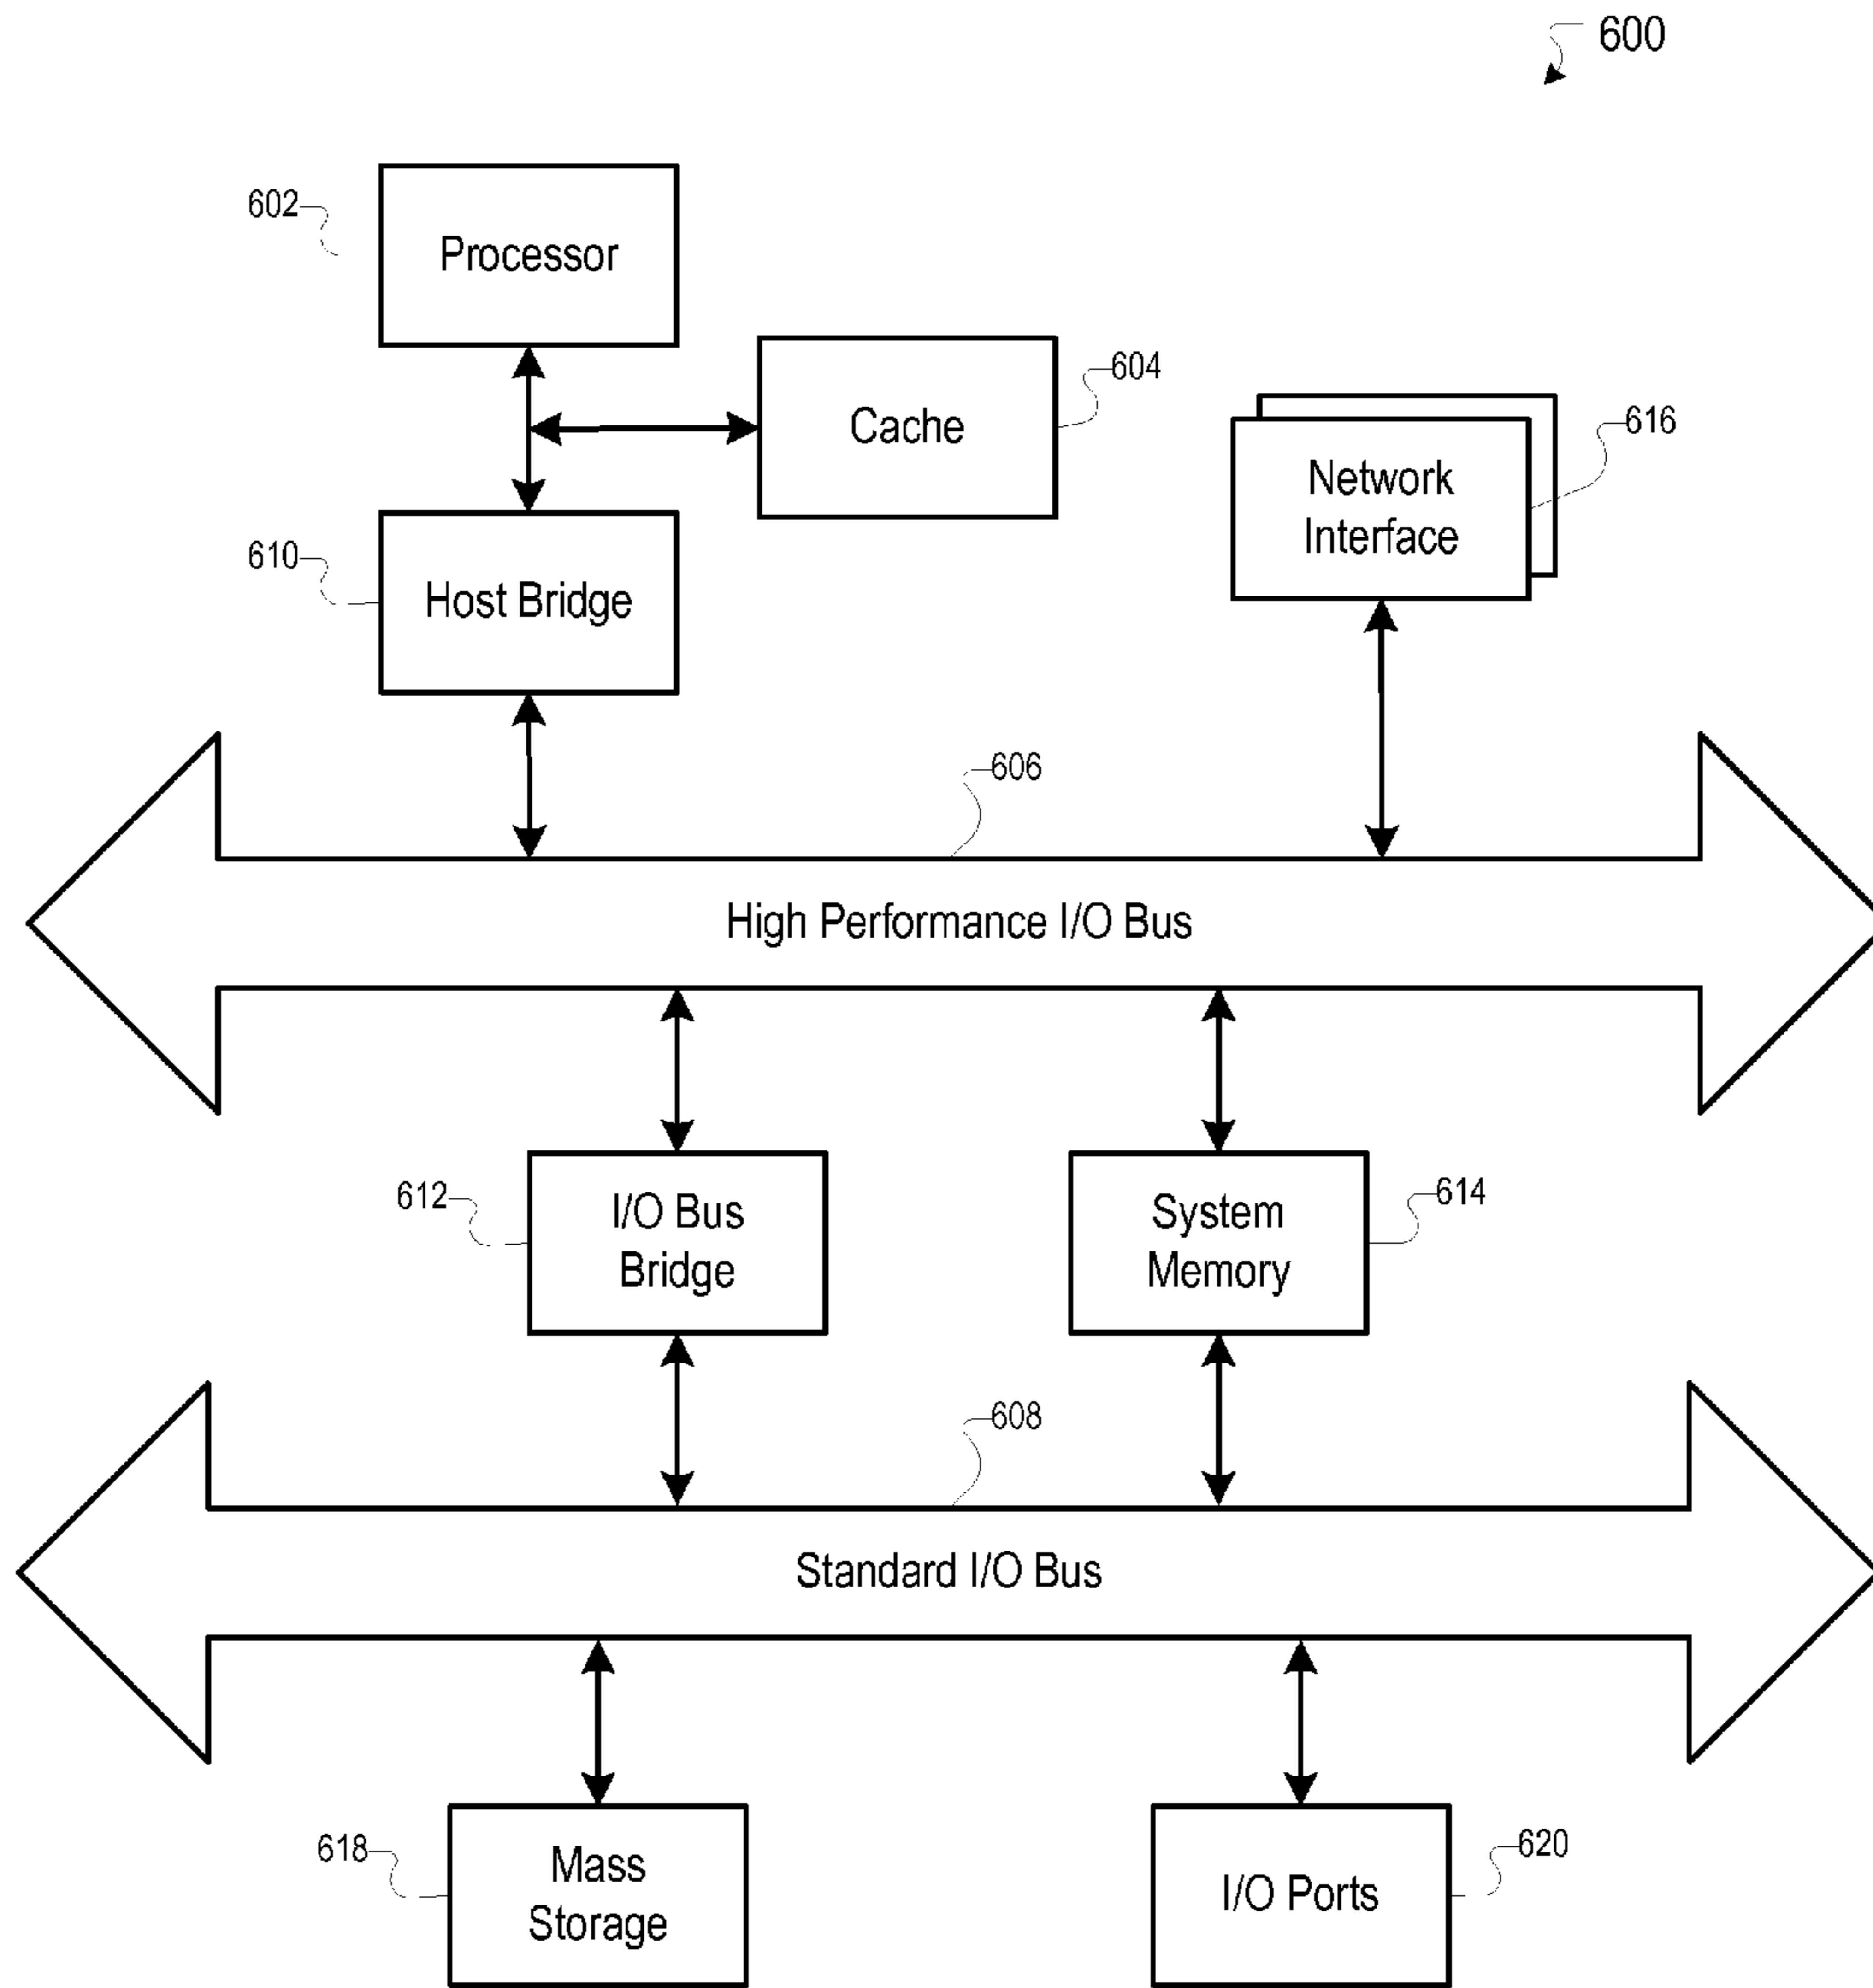 600
602
Processor
604
Cache
616
Network
Interface
610
Host Bridge
606
High Performance I/O Bus
612
I/O Bus
Bridge
614
System
Memory
608
Standard I/O Bus
618
Mass
Storage
620
I/O Ports